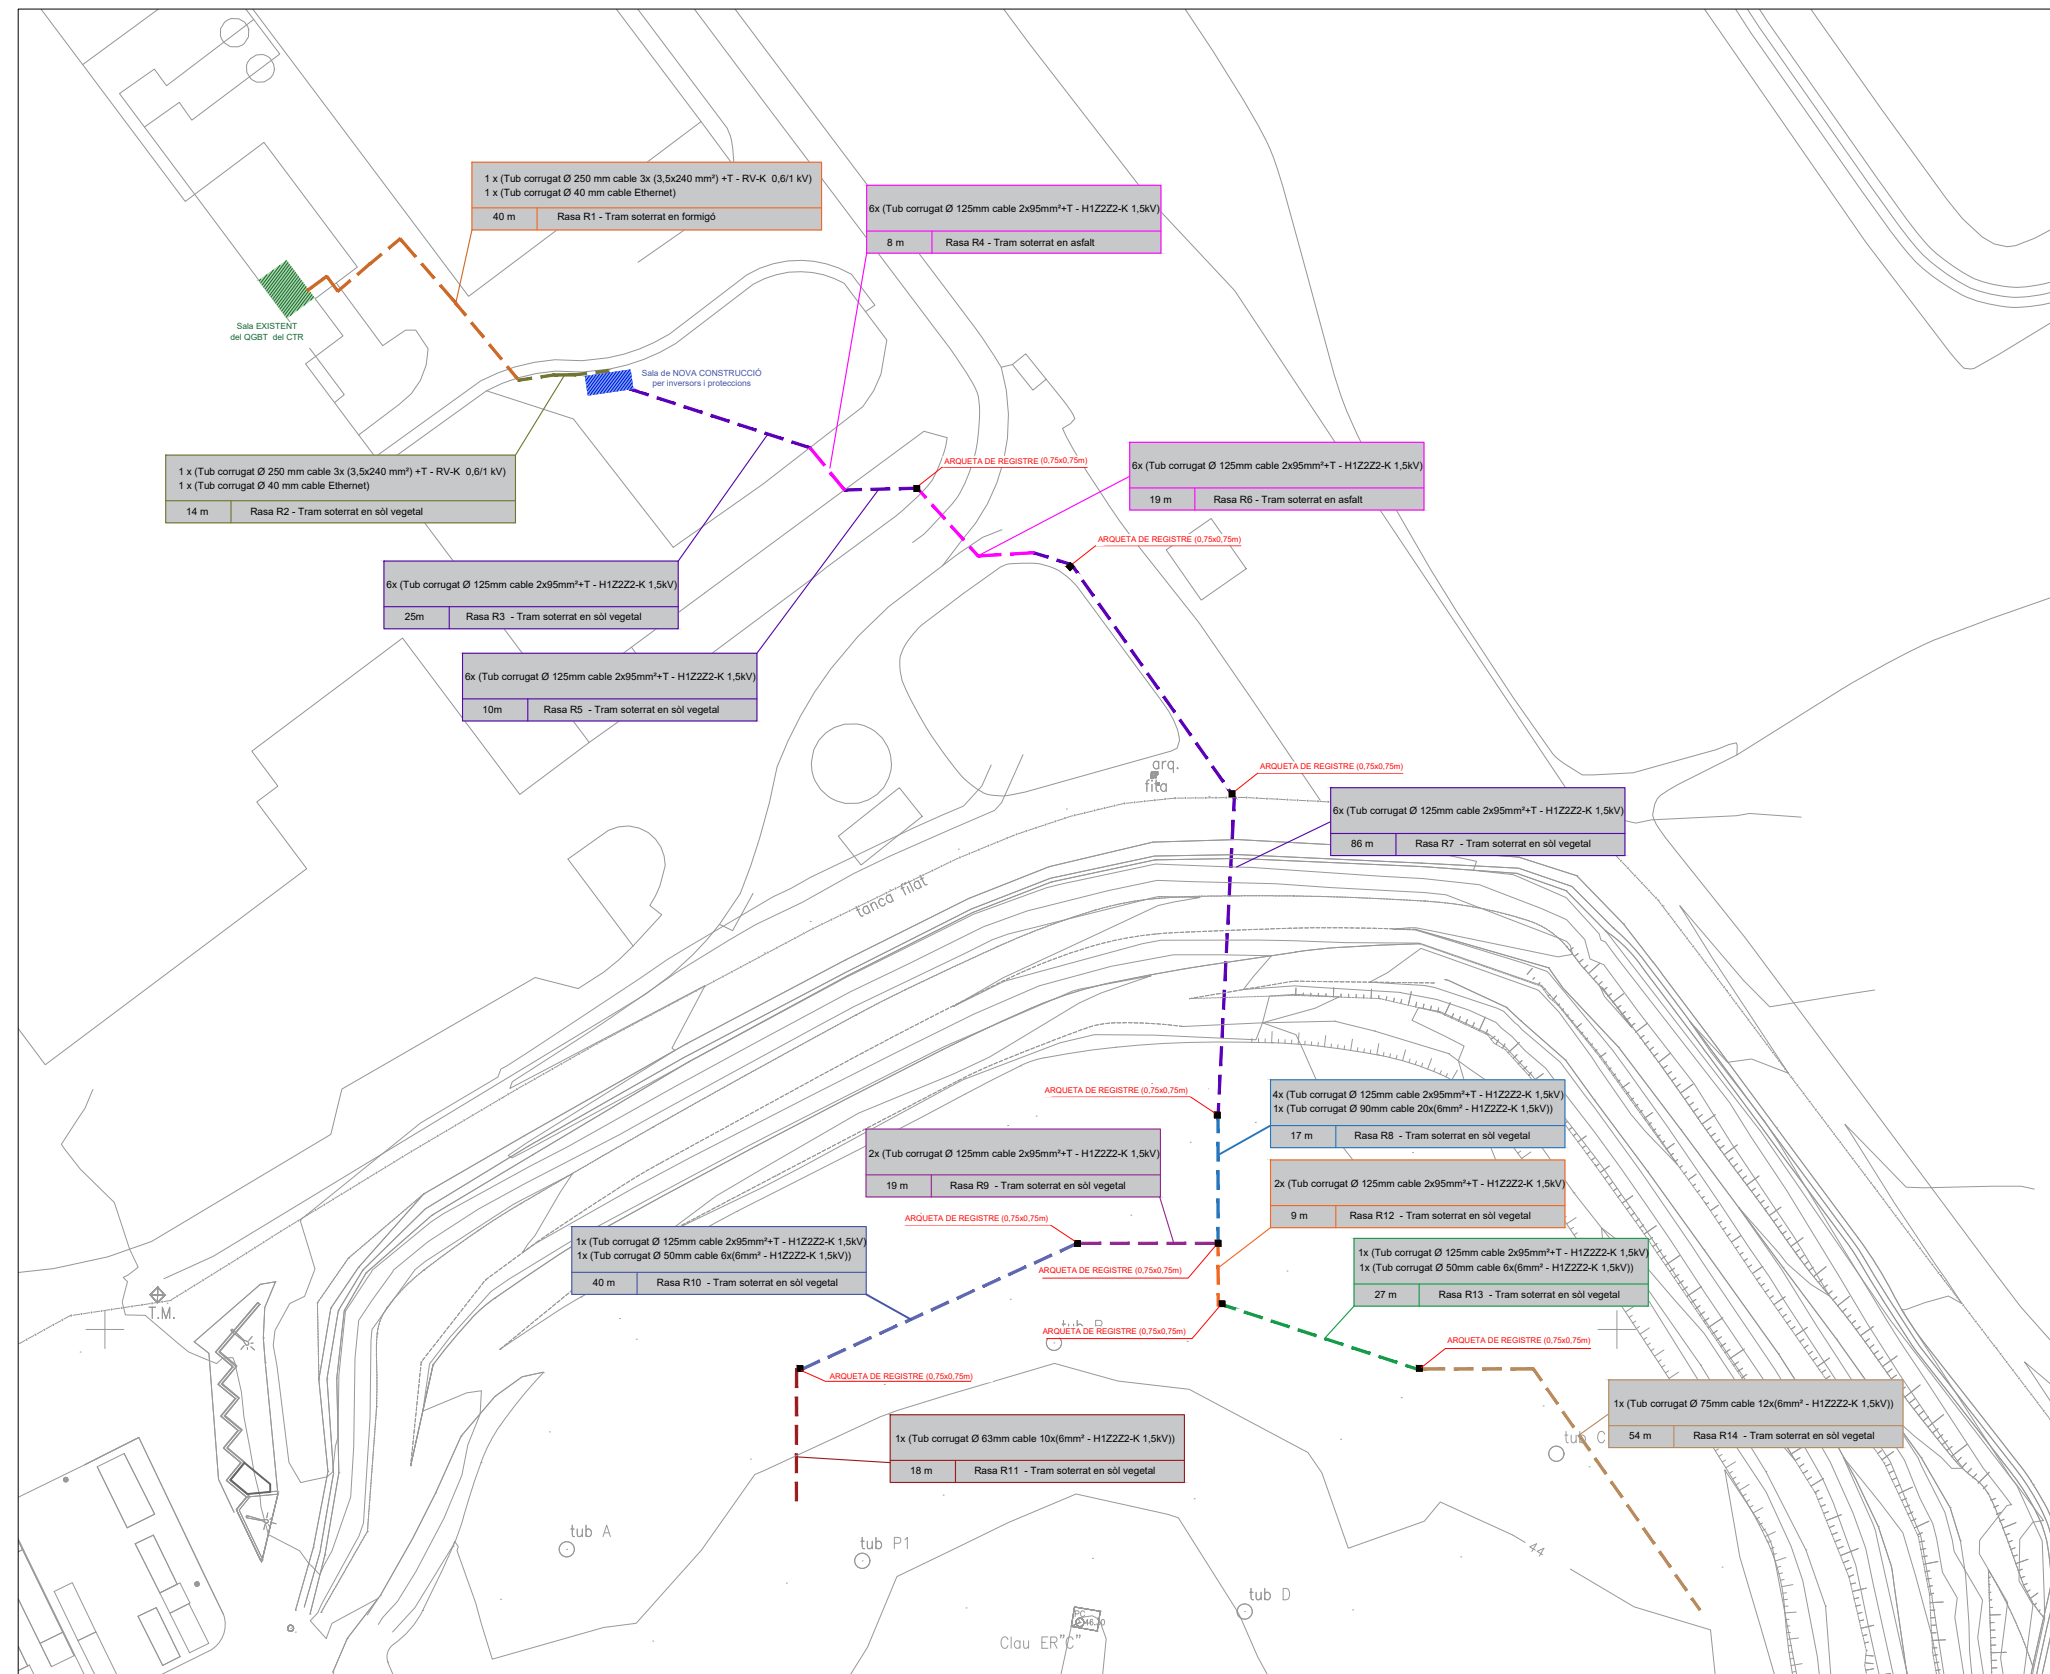 1 x (Tub corrugat Ø 250 mm cable 3x (3,5x240 mm²) +T - RV-K 0,6/1 kV)
1 x (Tub corrugat Ø 40 mm cable Ethernet)
40 m Rasa R1 - Tram soterrat en formigó
6x (Tub corrugat Ø 125mm cable 2x95mm²+T - H1Z2Z2-K 1,5kV)
8 m Rasa R4 - Tram soterrat en asfalt
Sala EXISTENT
del QGBT del CTR
Sala de NOVA CONSTRUCCIÓ
per inversors i proteccions
1 x (Tub corrugat Ø 250 mm cable 3x (3,5x240 mm²) +T - RV-K 0,6/1 kV)
1 x (Tub corrugat Ø 40 mm cable Ethernet)
14 m Rasa R2 - Tram soterrat en sòl vegetal
ARQUETA DE REGISTRE (0,75x0,75m)
6x (Tub corrugat Ø 125mm cable 2x95mm²+T - H1Z2Z2-K 1,5kV)
19 m Rasa R6 - Tram soterrat en asfalt
ARQUETA DE REGISTRE (0,75x0,75m)
6x (Tub corrugat Ø 125mm cable 2x95mm²+T - H1Z2Z2-K 1,5kV)
25m Rasa R3 - Tram soterrat en sòl vegetal
6x (Tub corrugat Ø 125mm cable 2x95mm²+T - H1Z2Z2-K 1,5kV)
10m Rasa R5 - Tram soterrat en sòl vegetal
arq.
fita
ARQUETA DE REGISTRE (0,75x0,75m)
6x (Tub corrugat Ø 125mm cable 2x95mm²+T - H1Z2Z2-K 1,5kV)
86 m Rasa R7 - Tram soterrat en sòl vegetal
tanca filat
ARQUETA DE REGISTRE (0,75x0,75m)
4x (Tub corrugat Ø 125mm cable 2x95mm²+T - H1Z2Z2-K 1,5kV)
1x (Tub corrugat Ø 90mm cable 20x(6mm² - H1Z2Z2-K 1,5kV))
17 m Rasa R8 - Tram soterrat en sòl vegetal
2x (Tub corrugat Ø 125mm cable 2x95mm²+T - H1Z2Z2-K 1,5kV)
19 m Rasa R9 - Tram soterrat en sòl vegetal
2x (Tub corrugat Ø 125mm cable 2x95mm²+T - H1Z2Z2-K 1,5kV)
9 m Rasa R12 - Tram soterrat en sòl vegetal
ARQUETA DE REGISTRE (0,75x0,75m)
1x (Tub corrugat Ø 125mm cable 2x95mm²+T - H1Z2Z2-K 1,5kV)
1x (Tub corrugat Ø 50mm cable 6x(6mm² - H1Z2Z2-K 1,5kV))
40 m Rasa R10 - Tram soterrat en sòl vegetal
ARQUETA DE REGISTRE (0,75x0,75m)
1x (Tub corrugat Ø 125mm cable 2x95mm²+T - H1Z2Z2-K 1,5kV)
1x (Tub corrugat Ø 50mm cable 6x(6mm² - H1Z2Z2-K 1,5kV))
27 m Rasa R13 - Tram soterrat en sòl vegetal
T.M.
tub B
ARQUETA DE REGISTRE (0,75x0,75m)
ARQUETA DE REGISTRE (0,75x0,75m)
ARQUETA DE REGISTRE (0,75x0,75m)
1x (Tub corrugat Ø 75mm cable 12x(6mm² - H1Z2Z2-K 1,5kV))
54 m Rasa R14 - Tram soterrat en sòl vegetal
tub C
1x (Tub corrugat Ø 63mm cable 10x(6mm² - H1Z2Z2-K 1,5kV))
18 m Rasa R11 - Tram soterrat en sòl vegetal
tub A
tub P1
44
tub D
Clau ER"C"